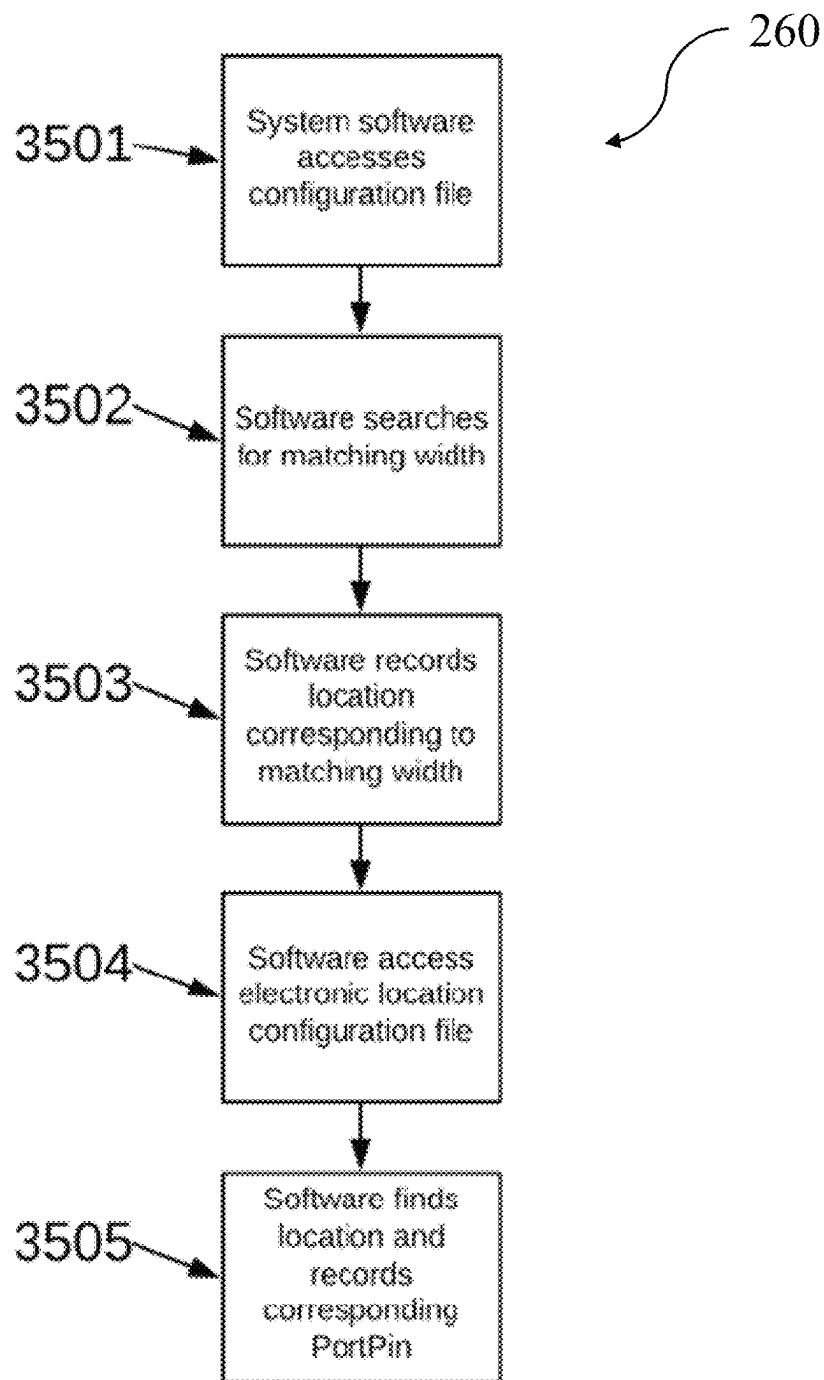 260
3501
System software
accesses
configuration file
3502
Software searches
for matching width
3503
Software records
location
corresponding to
matching width
3504
Software access
electronic location
configuration file
3505
Software finds
location and
records
corresponding
PortPin